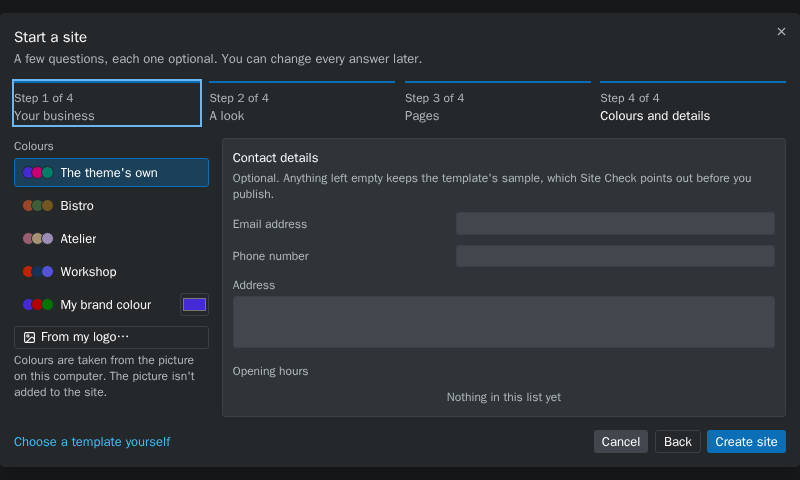 Start a site
A few questions, each one optional. You can change every answer later.
Step 1 of 4
Your business
Step 2 of 4
A look
Step 3 of 4
Pages
Step 4 of 4
Colours and details
Colours
The theme's own
Bistro
Atelier
Workshop
My brand colour
From my logo···
Colours are taken from the picture
on this computer. The picture isn't
added to the site.
Contact details
Optional. Anything left empty keeps the template's sample, which Site Check points out before you
publish.
Email address
Phone number
Address
Opening hours
Nothing in this list yet
Choose a template yourself
Cancel
Back
Create site